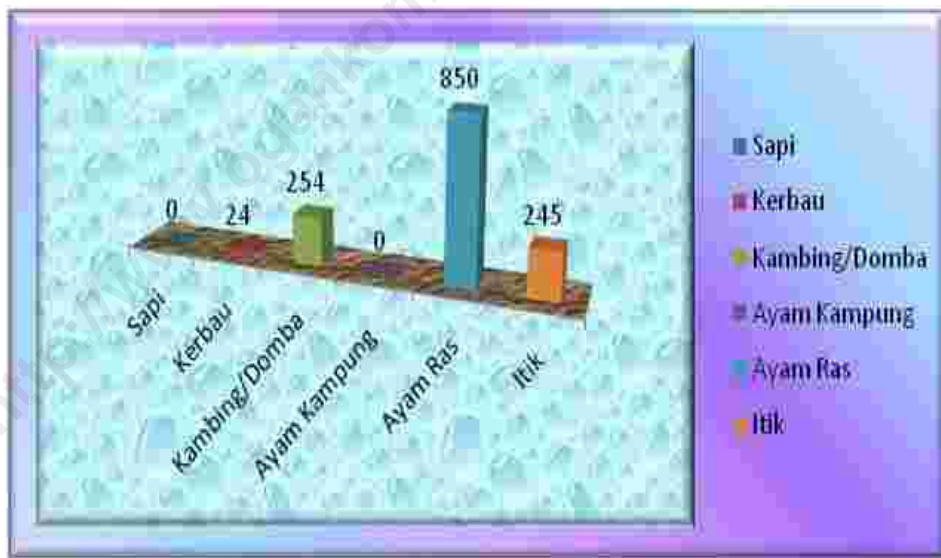 850
254
245
0
24
0
Sapi
Kerbau
Kambing/Domba
Ayam Kampung
Ayam Ras
Itik
Sapi
Kerbau
Kambing/Domba
Ayam Kampung
Ayam Ras
Itik